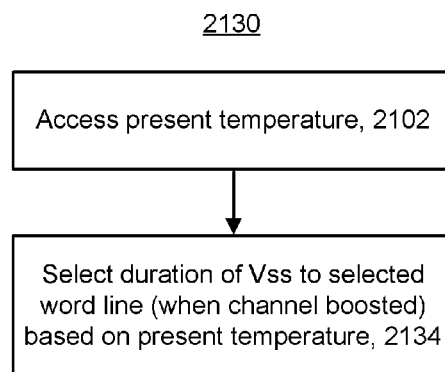 2130
Access present temperature, 2102
Select duration of Vss to selected
word line (when channel boosted)
based on present temperature, 2134